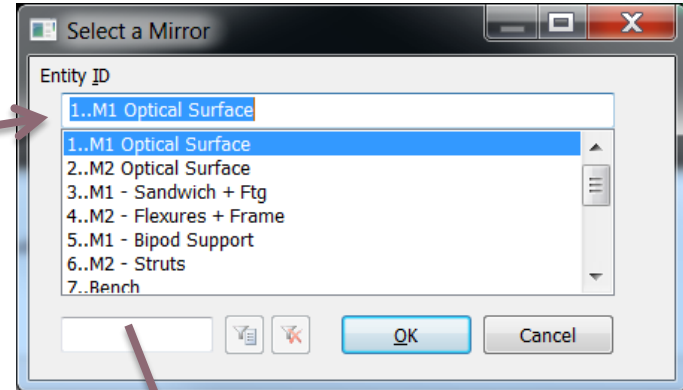 Select a Mirror
Entity ID
1..M1 Optical Surface
1..M1 Optical Surface
2..M2 Optical Surface
3..M1 - Sandwich + Ftg
4..M2 - Flexures + Frame
5..M1 - Bipod Support
6..M2 - Struts
7..Bench
OK Cancel